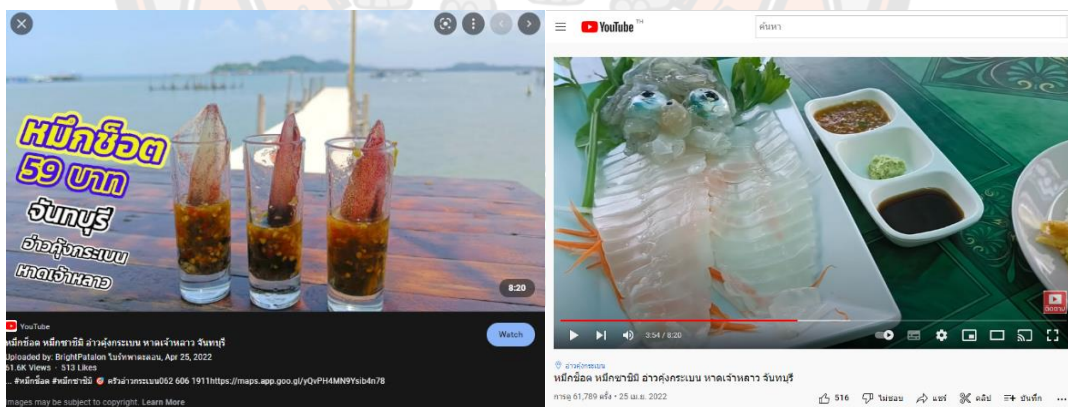 หมึกช็อต
59 บาท
จันทบุรี
อ่าวคุ้งกระเบน
หาดเจ้าหลาว
8:20
YouTube
Watch
หมึกช็อต หมึกซาชิมิ อ่าวคุ้งกระเบน หาดเจ้าหลาว จันทบุรี
Uploaded by: BrightPatalon ไบร์ทพาตะลอน, Apr 25, 2022
61.6K Views · 513 Likes
... #หมึกช็อต #หมึกซาชิมิ 🎯 ครัวอ่าวกระเบน062 606 1911https://maps.app.goo.gl/yQvPH4MN9Ysib4n78
Images may be subject to copyright. Learn More
YouTube TH
ค้นหา
3:54 / 8:20
ติดตาม
อ่าวคุ้งกระเบน
หมึกช็อต หมึกซาชิมิ อ่าวคุ้งกระเบน หาดเจ้าหลาว จันทบุรี
การดู 61,789 ครั้ง • 25 เม.ย. 2022
516 ไม่ชอบ แชร์ คลิป บันทึก ...